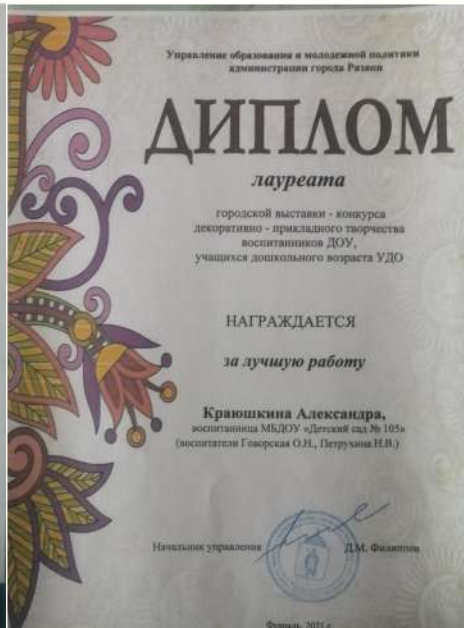 Управление образования и молодежной политики
администрации города Рязани
ДИПЛОМ
лауреата
городской выставки - конкурса
декоративно - прикладного творчества
воспитанников ДОУ,
учащихся дошкольного возраста УДО
НАГРАЖДАЕТСЯ
за лучшую работу
Краюшкина Александра,
воспитанница МБДОУ «Детский сад № 105»
(воспитатели Говорская О.Н., Петрухина Н.В.)
Начальник управления Д.М. Филиппов
Февраль, 2021 г.